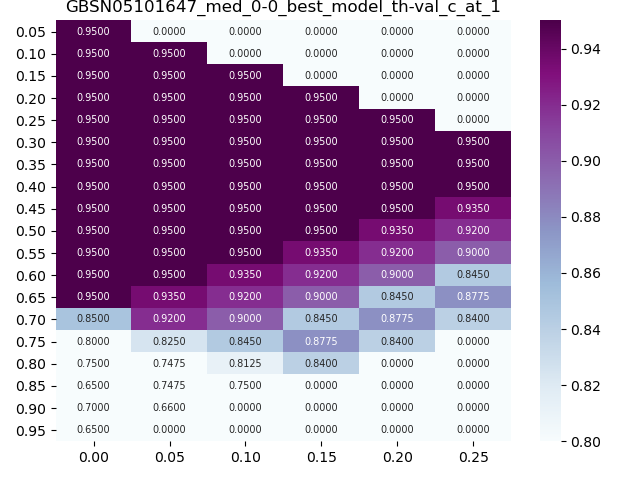 GBSN05101647_med_0-0_best_model_th-val_c_at_1
0.05 0.9500 0.0000 0.0000 0.0000 0.0000 0.0000
0.10 0.9500 0.9500 0.0000 0.0000 0.0000 0.0000
0.15 0.9500 0.9500 0.9500 0.0000 0.0000 0.0000
0.20 0.9500 0.9500 0.9500 0.9500 0.0000 0.0000
0.25 0.9500 0.9500 0.9500 0.9500 0.9500 0.0000
0.30 0.9500 0.9500 0.9500 0.9500 0.9500 0.9500
0.35 0.9500 0.9500 0.9500 0.9500 0.9500 0.9500
0.40 0.9500 0.9500 0.9500 0.9500 0.9500 0.9500
0.45 0.9500 0.9500 0.9500 0.9500 0.9500 0.9350
0.50 0.9500 0.9500 0.9500 0.9500 0.9350 0.9200
0.55 0.9500 0.9500 0.9500 0.9350 0.9200 0.9000
0.60 0.9500 0.9500 0.9350 0.9200 0.9000 0.8450
0.65 0.9500 0.9350 0.9200 0.9000 0.8450 0.8775
0.70 0.8500 0.9200 0.9000 0.8450 0.8775 0.8400
0.75 0.8000 0.8250 0.8450 0.8775 0.8400 0.0000
0.80 0.7500 0.7475 0.8125 0.8400 0.0000 0.0000
0.85 0.6500 0.7475 0.7500 0.0000 0.0000 0.0000
0.90 0.7000 0.6600 0.0000 0.0000 0.0000 0.0000
0.95 0.6500 0.0000 0.0000 0.0000 0.0000 0.0000
0.00 0.05 0.10 0.15 0.20 0.25
0.94
0.92
0.90
0.88
0.86
0.84
0.82
0.80